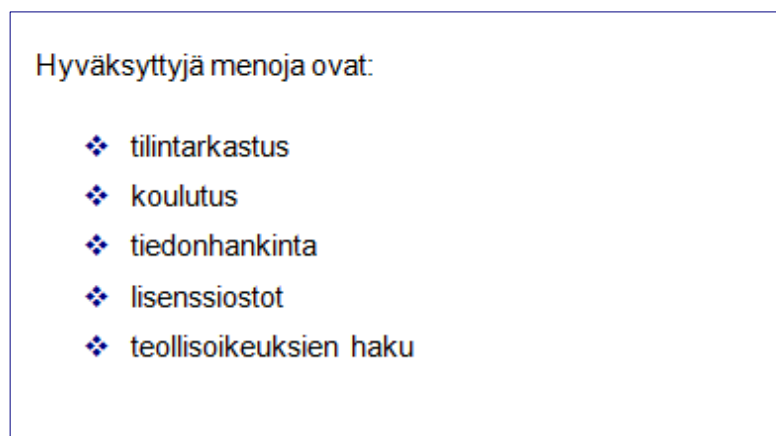 Hyväksyttyjä menoja ovat:
❖ tilintarkastus
❖ koulutus
❖ tiedonhankinta
❖ lisenssiostot
❖ teollisoikeuksien haku